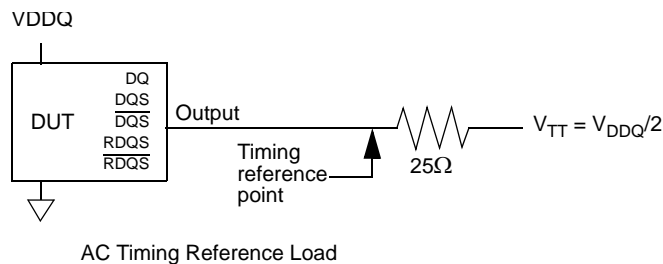 VDDQ
DUT
DQ
DQS
DQS
RDQS
RDQS
Output
Timing
reference
point
25Ω
VTT = VDDQ/2
AC Timing Reference Load